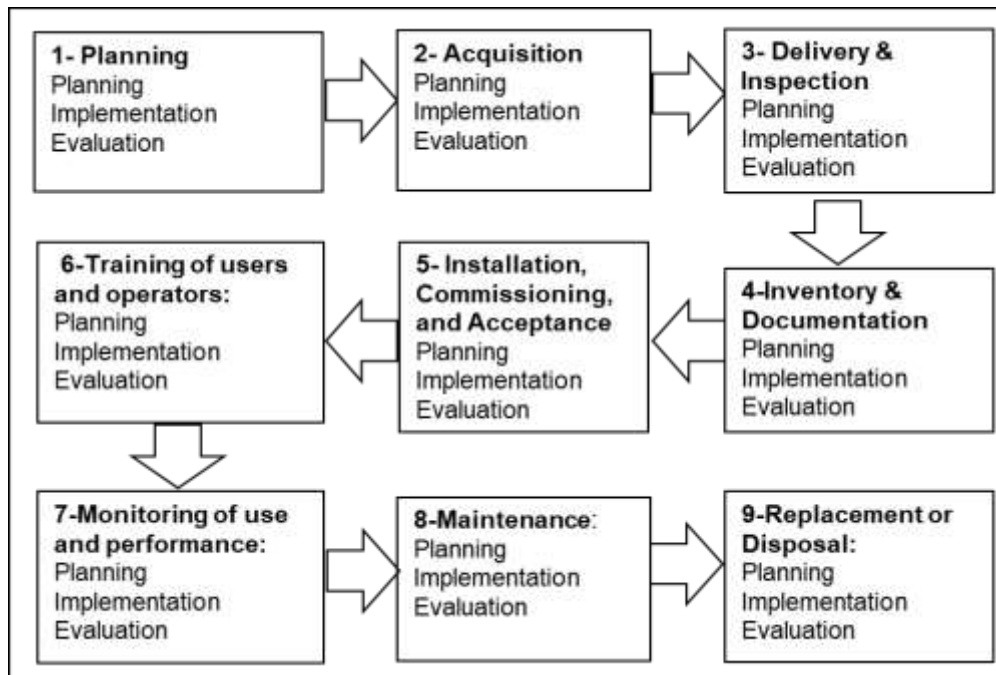 1- Planning
Planning
Implementation
Evaluation
2- Acquisition
Planning
Implementation
Evaluation
3- Delivery &
Inspection
Planning
Implementation
Evaluation
4-Inventory &
Documentation
Planning
Implementation
Evaluation
5- Installation,
Commissioning,
and Acceptance
Planning
Implementation
Evaluation
6-Training of users
and operators:
Planning
Implementation
Evaluation
7-Monitoring of use
and performance:
Planning
Implementation
Evaluation
8-Maintenance:
Planning
Implementation
Evaluation
9-Replacement or
Disposal:
Planning
Implementation
Evaluation